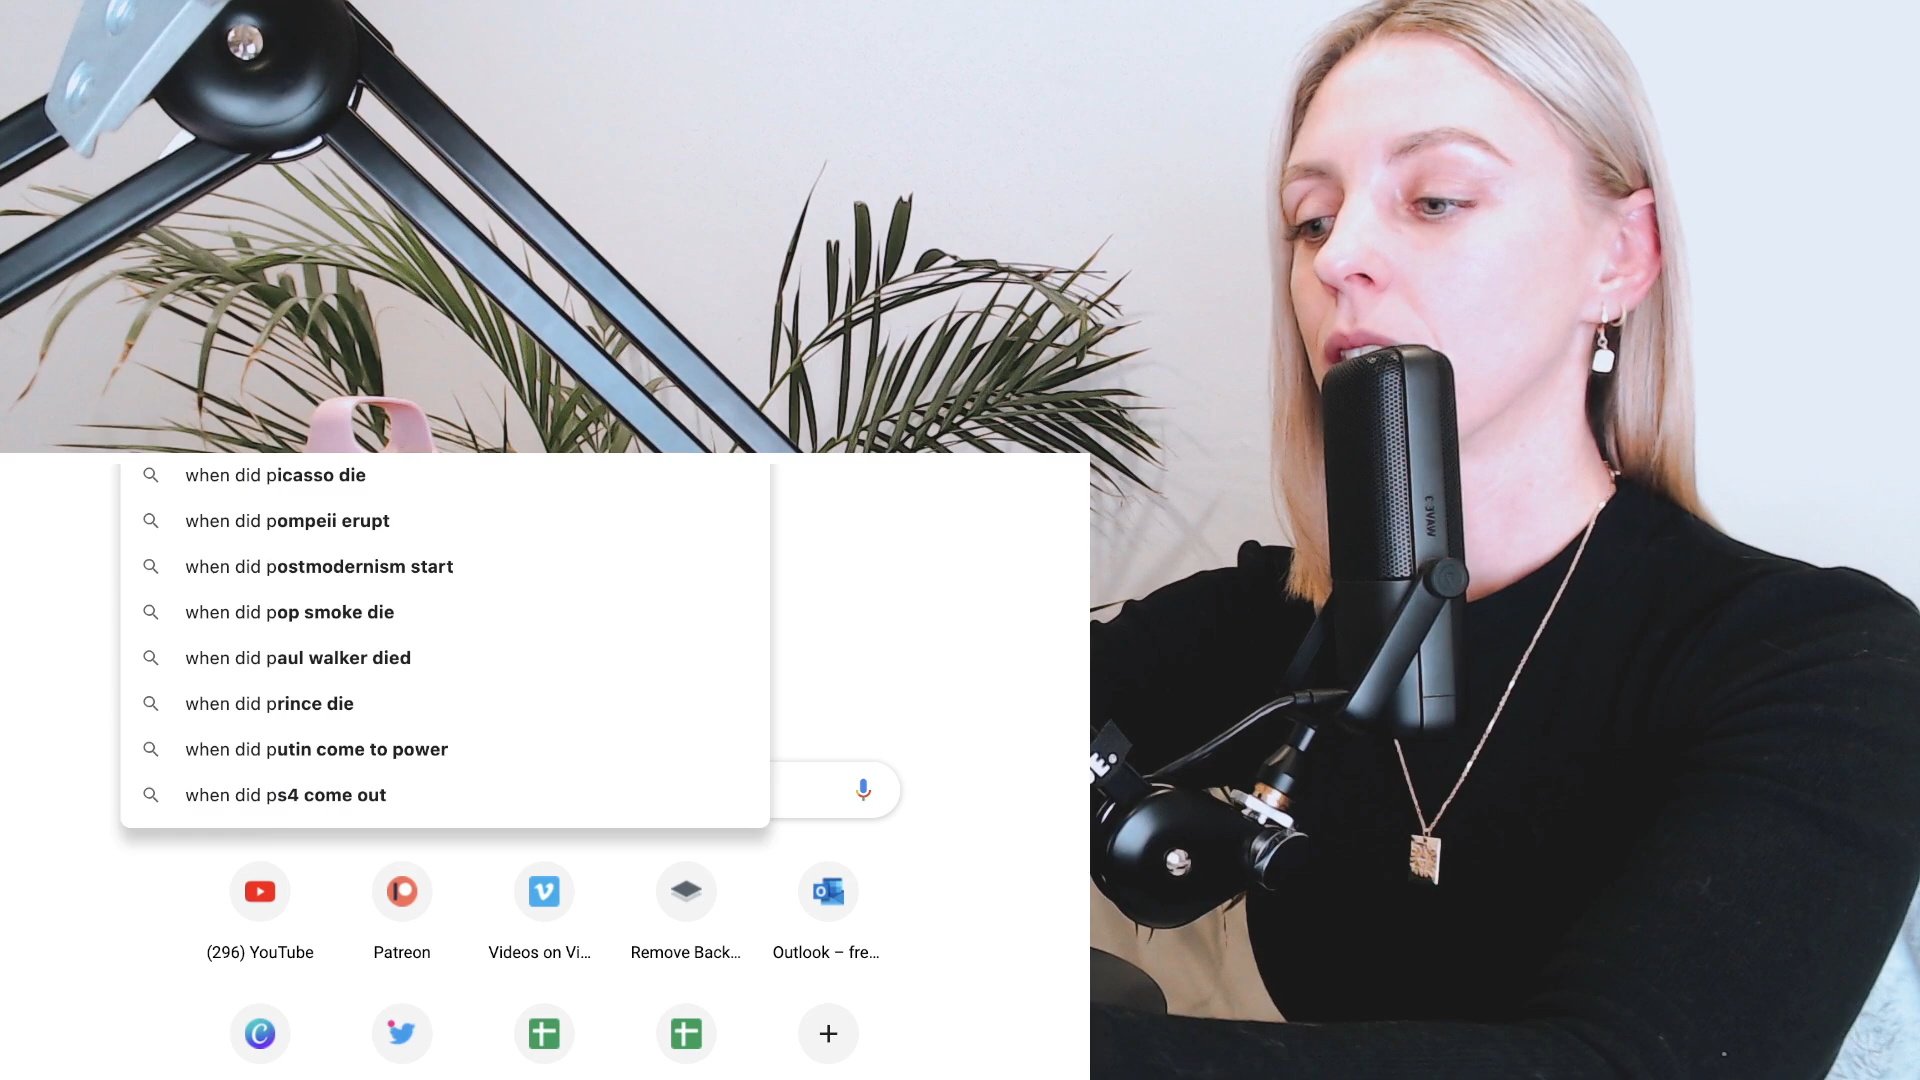 when did picasso die
when did pompeii erupt
when did postmodernism start
when did pop smoke die
when did paul walker died
when did prince die
when did putin come to power
when did ps4 come out
(296) YouTube
Patreon
Videos on Vi...
Remove Back...
Outlook – fre...
WAVE:3